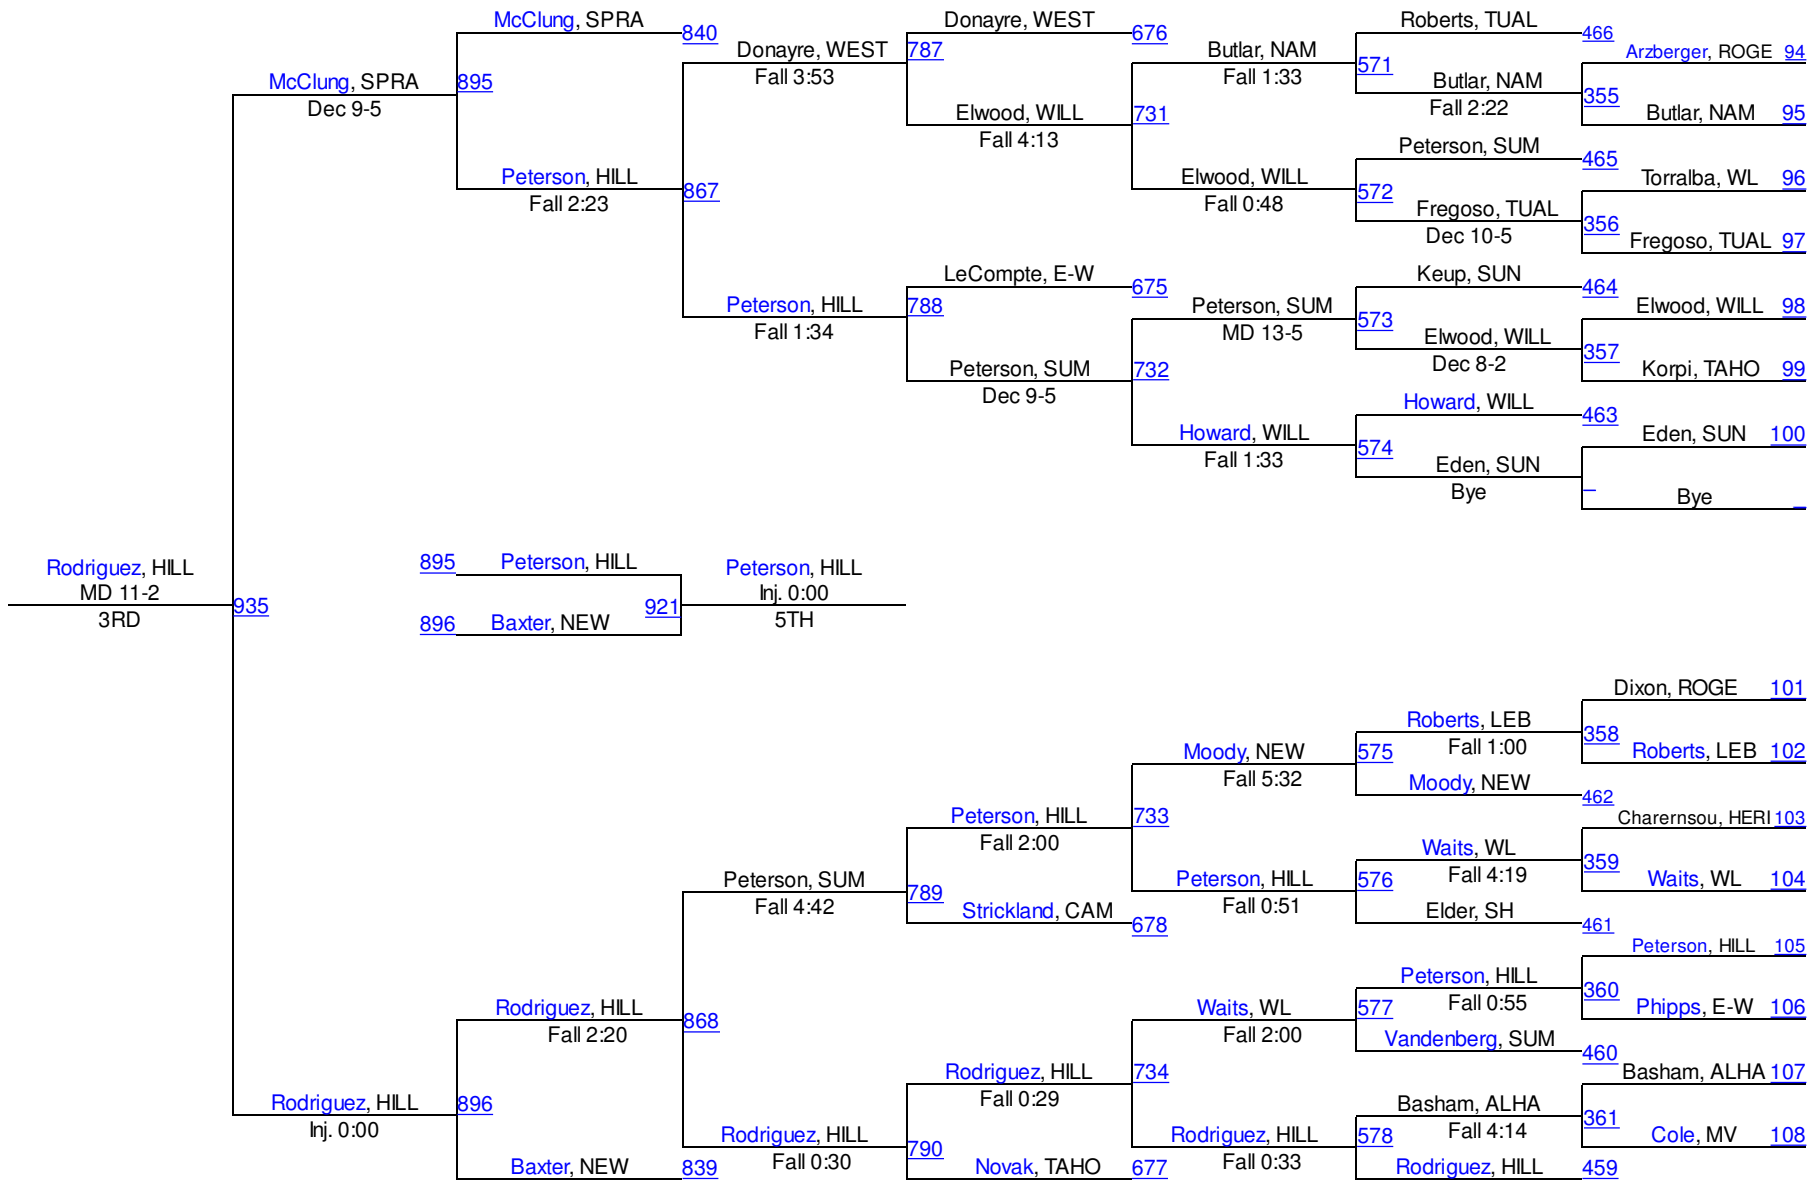 McClung, SPRA
840
Donayre, WEST
676
Roberts, TUAL
466
Arzberger, ROGE 94
Donayre, WEST
787
Fall 3:53
Butlar, NAM
571
Fall 1:33
McClung, SPRA
895
Dec 9-5
Butlar, NAM
355
Fall 2:22
Butlar, NAM 95
Elwood, WILL
731
Fall 4:13
Peterson, SUM
465
Torralba, WL 96
Peterson, HILL
867
Fall 2:23
Elwood, WILL
572
Fall 0:48
Fregoso, TUAL
356
Dec 10-5
Fregoso, TUAL 97
LeCompte, E-W
675
Keup, SUN
464
Elwood, WILL 98
Peterson, HILL
788
Fall 1:34
Peterson, SUM
573
MD 13-5
Elwood, WILL
357
Dec 8-2
Korpi, TAHO 99
Peterson, SUM
732
Dec 9-5
Howard, WILL
463
Eden, SUN 100
Howard, WILL
574
Fall 1:33
Eden, SUN
Bye
Bye
Rodriguez, HILL
MD 11-2
935
3RD
895 Peterson, HILL
921
896 Baxter, NEW
Peterson, HILL
Inj. 0:00
5TH
Dixon, ROGE 101
Roberts, LEB
358
Fall 1:00
Roberts, LEB 102
Moody, NEW
575
Fall 5:32
Moody, NEW
462
Charernsou, HERI 103
Peterson, HILL
733
Fall 2:00
Waits, WL
359
Fall 4:19
Waits, WL 104
Peterson, SUM
789
Fall 4:42
Peterson, HILL
576
Fall 0:51
Strickland, CAM
678
Elder, SH
461
Peterson, HILL 105
Peterson, HILL
360
Fall 0:55
Phipps, E-W 106
Rodriguez, HILL
868
Fall 2:20
Waits, WL
577
Fall 2:00
Vandenberg, SUM
460
Basham, ALHA 107
Rodriguez, HILL
734
Fall 0:29
Rodriguez, HILL
896
Inj. 0:00
Basham, ALHA
361
Fall 4:14
Cole, MV 108
Rodriguez, HILL
790
Fall 0:30
Rodriguez, HILL
578
Fall 0:33
Baxter, NEW
839
Novak, TAHO
677
Rodriguez, HILL
459